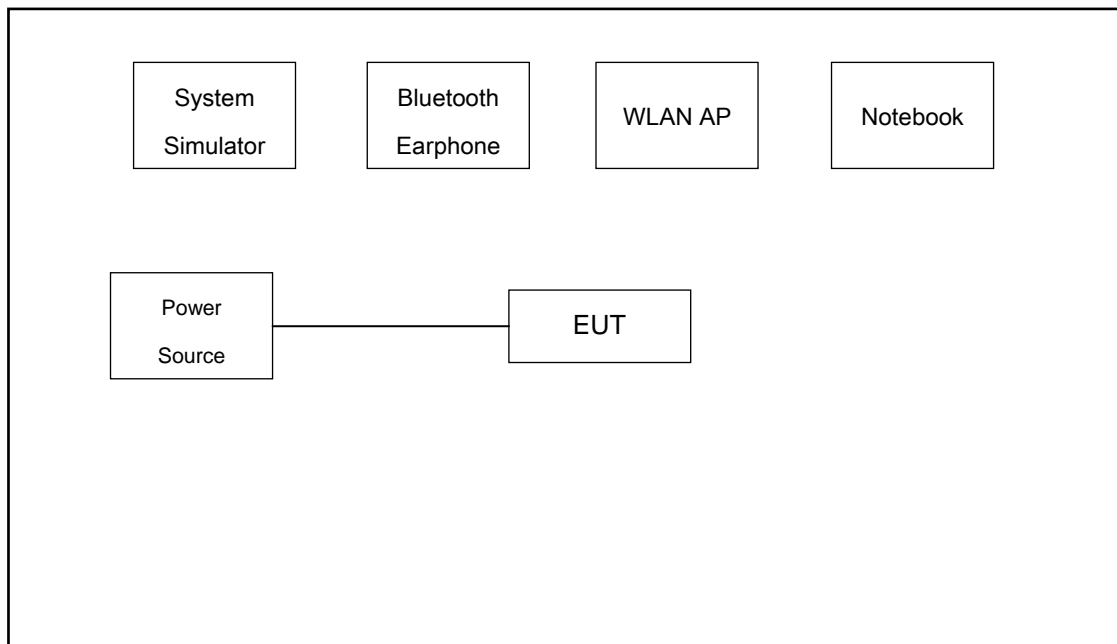 System
Simulator
Bluetooth
Earphone
WLAN AP
Notebook
Power
Source
EUT